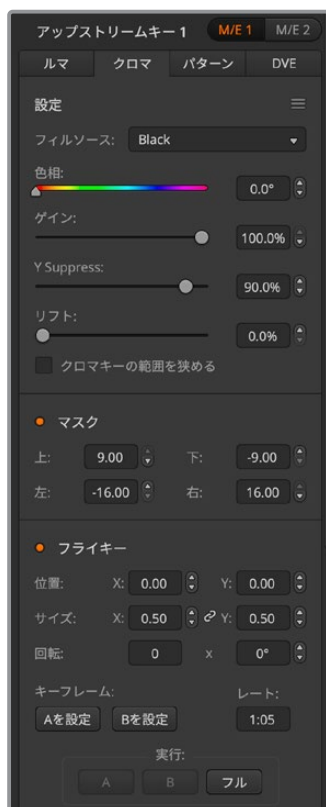 アップストリームキー 1 M/E 1 M/E 2
ルマ クロマ パターン DVE
設定
フィルソース: Black
色相:
0.0°
ゲイン:
100.0%
Y Suppress:
90.0%
リフト:
0.0%
クロマキーの範囲を狭める
マスク
上: 9.00 下: -9.00
左: -16.00 右: 16.00
フライキー
位置: X: 0.00 Y: 0.00
サイズ: X: 0.50 Y: 0.50
回転: 0 x 0°
キーフレーム: レート:
Aを設定 Bを設定 1:05
実行:
A B フル